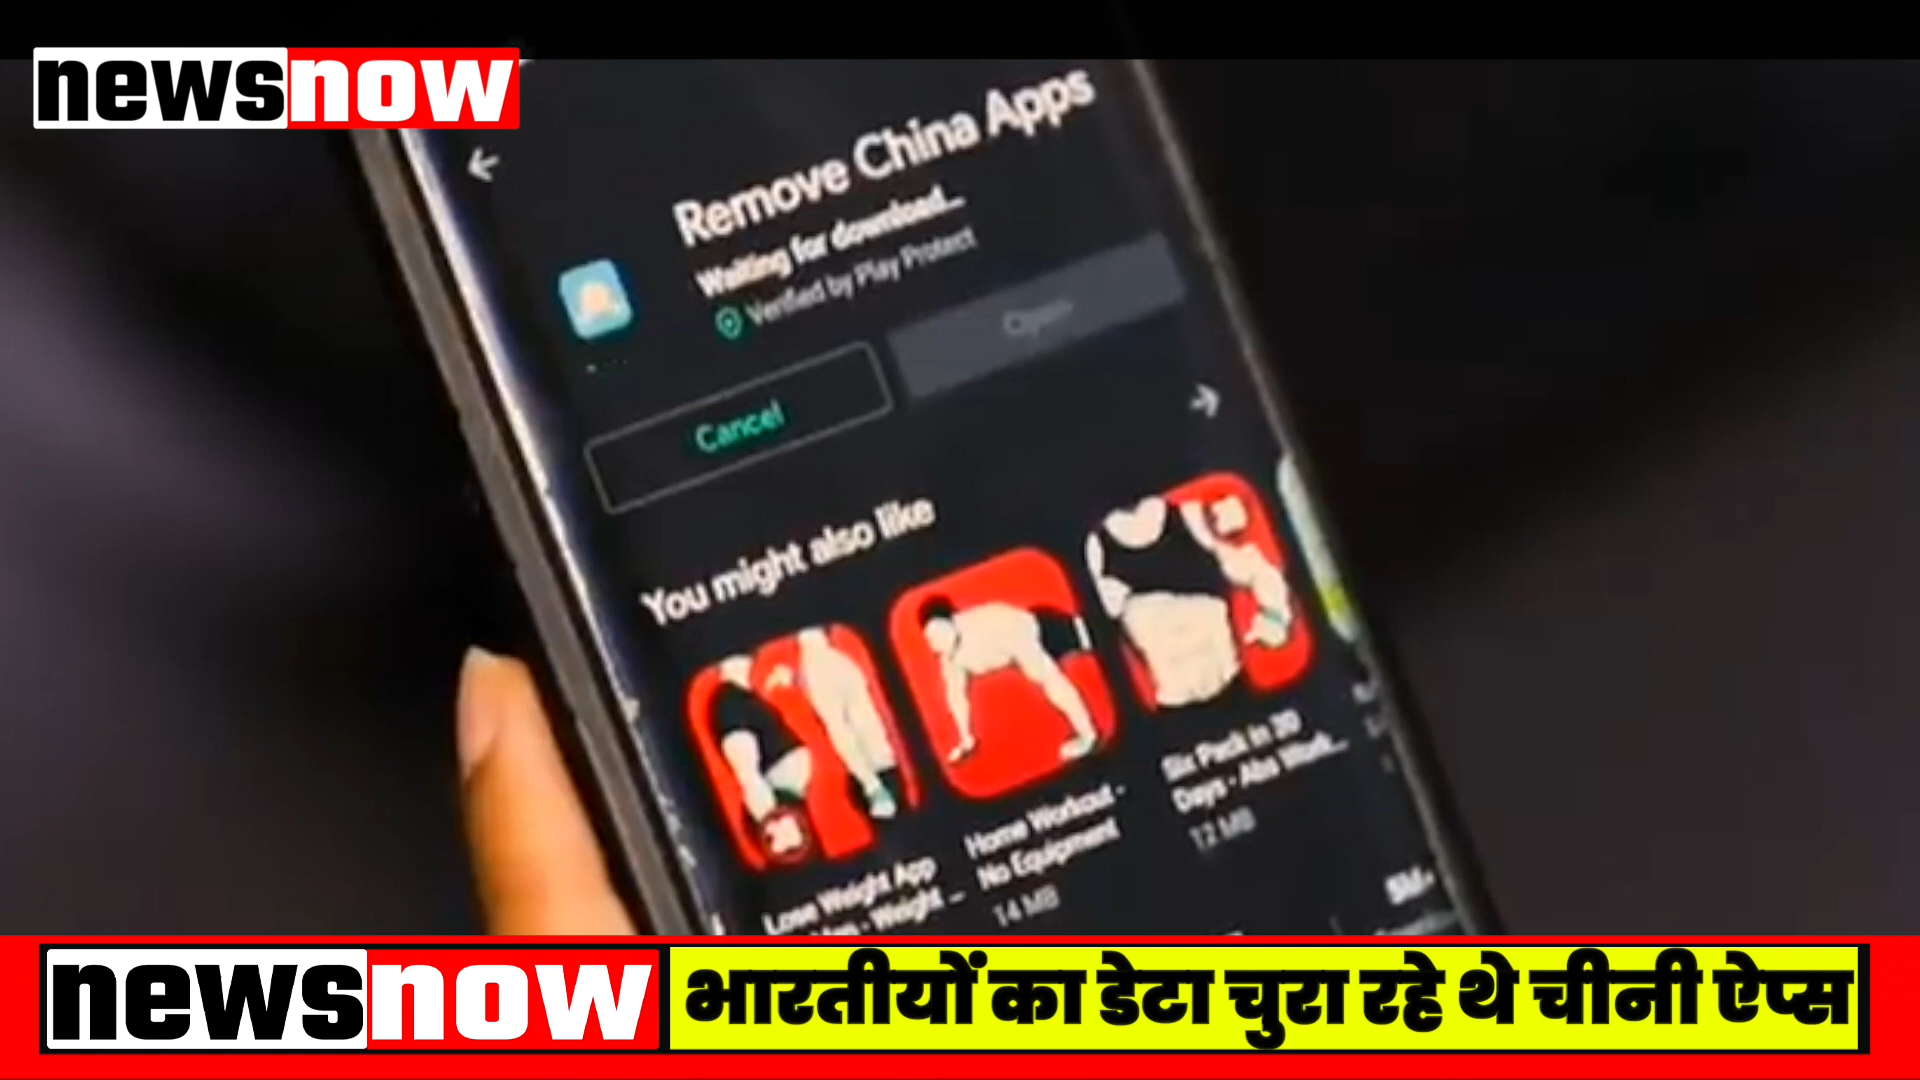 newsnow
Remove China Apps
Waiting for download...
Verified by Play Protect
Cancel
Open
You might also like
Lose Weight App
- Weight ...
Home Workout -
No Equipment
14 MB
Six Pack in 30
Days - Abs Work...
12 MB
newsnow
भारतीयों का डेटा चुरा रहे थे चीनी ऐप्स